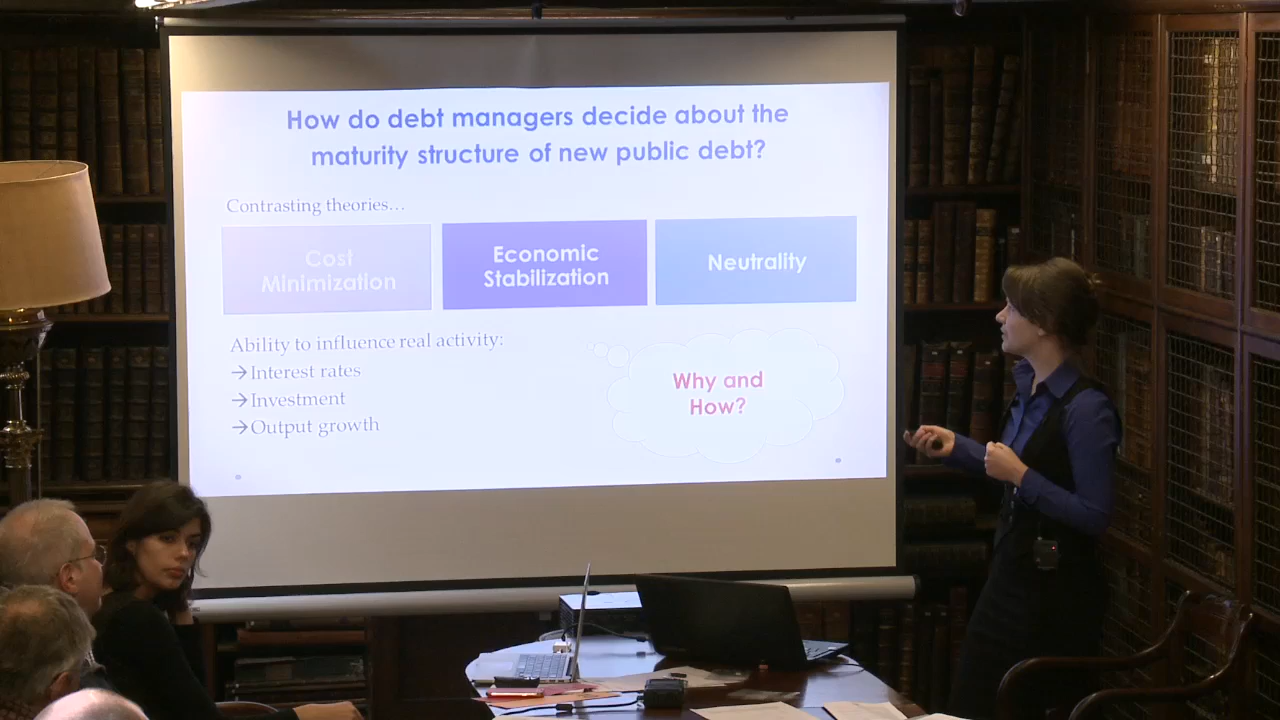 How do debt managers decide about the
maturity structure of new public debt?
Contrasting theories…
Cost
Minimization
Economic
Stabilization
Neutrality
Ability to influence real activity:
→Interest rates
→Investment
→Output growth
Why and
How?